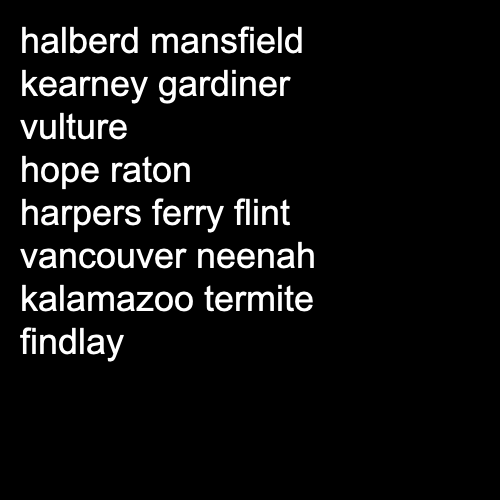 halberd mansfield
kearney gardiner
vulture
hope raton
harpers ferry flint
vancouver neenah
kalamazoo termite
findlay